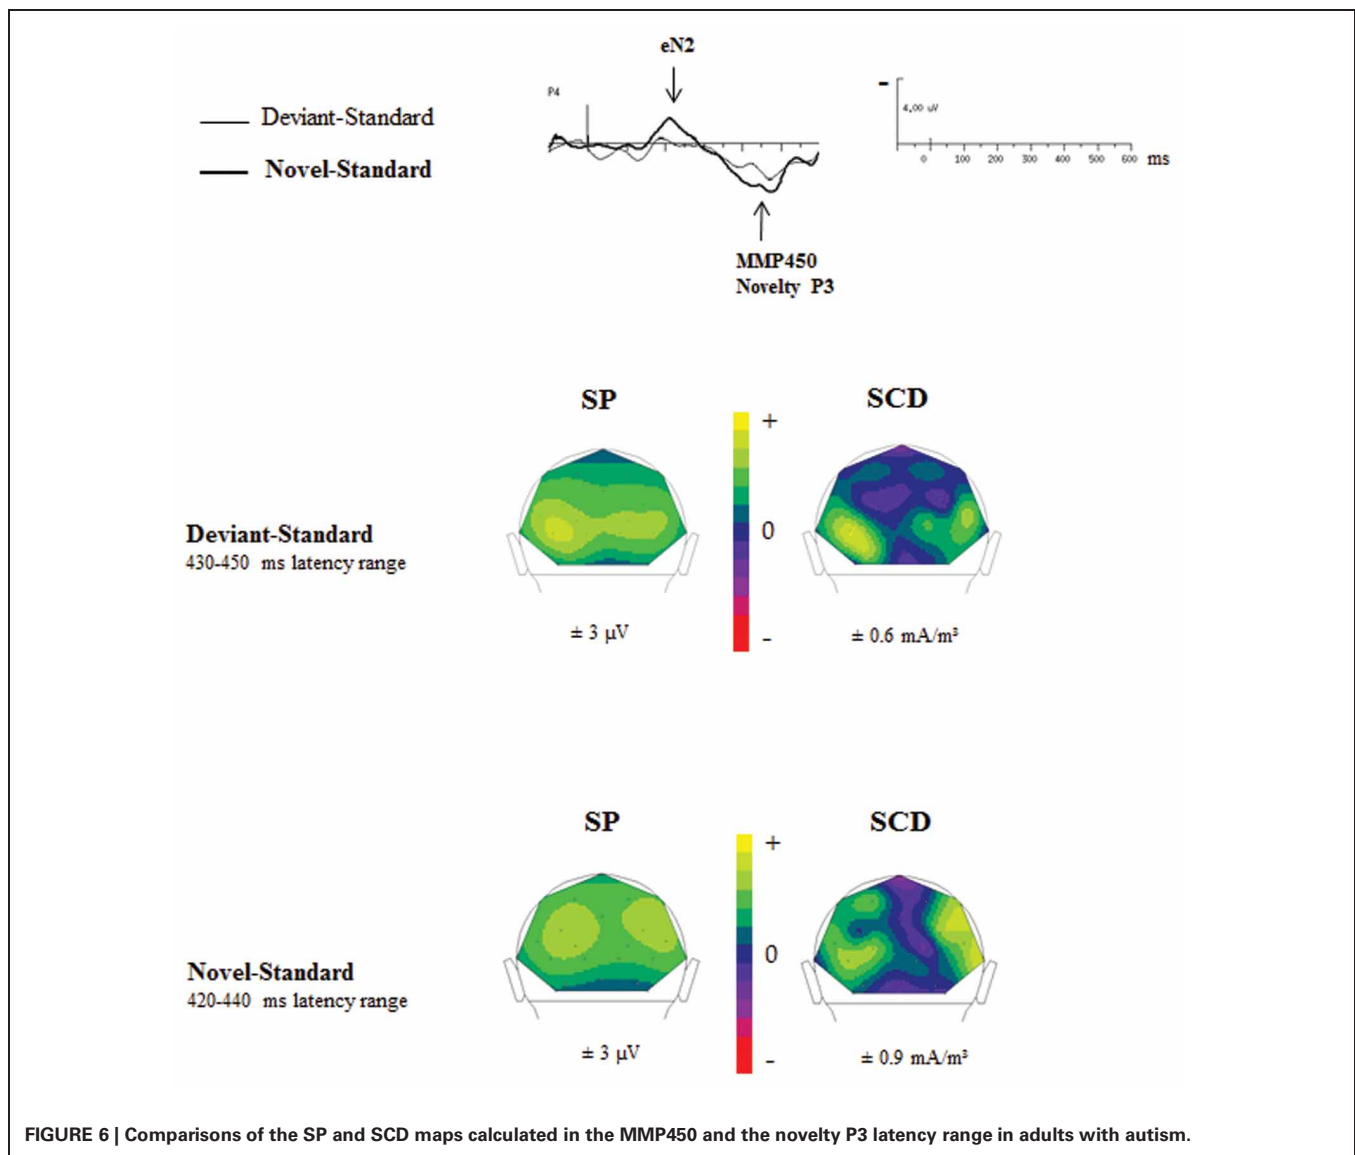 eN2
P4
Deviant-Standard
Novel-Standard
-
4.00 uV
0 100 200 300 400 500 600 ms
MMP450
Novelty P3
SP SCD
+
0
-
Deviant-Standard
430-450 ms latency range
± 3 µV ± 0.6 mA/m³
SP SCD
+
0
-
Novel-Standard
420-440 ms latency range
± 3 µV ± 0.9 mA/m³
FIGURE 6 | Comparisons of the SP and SCD maps calculated in the MMP450 and the novelty P3 latency range in adults with autism.